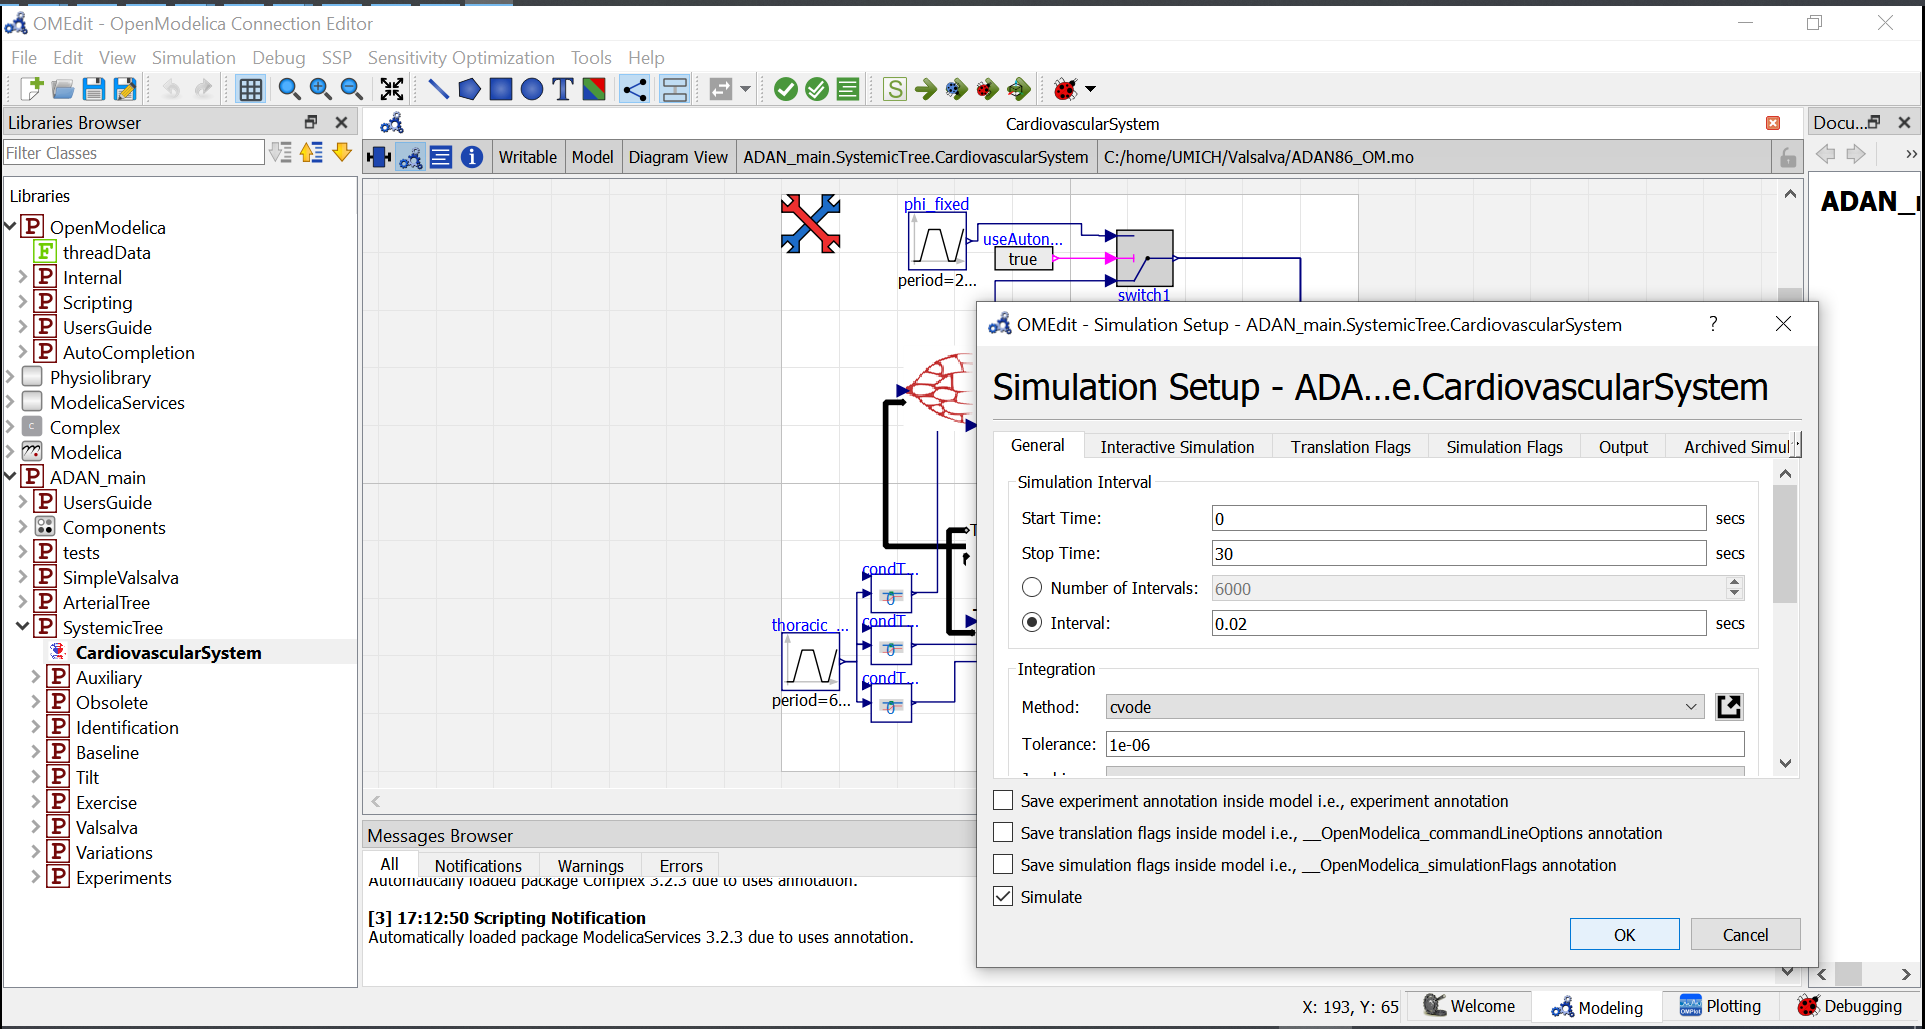 OMEdit - OpenModelica Connection Editor
File Edit View Simulation Debug SSP Sensitivity Optimization Tools Help
Libraries Browser
Filter Classes
Libraries
OpenModelica
threadData
Internal
Scripting
UsersGuide
AutoCompletion
Physiolibrary
ModelicaServices
Complex
Modelica
ADAN_main
UsersGuide
Components
tests
SimpleValsalva
ArterialTree
SystemicTree
CardiovascularSystem
Auxiliary
Obsolete
Identification
Baseline
Tilt
Exercise
Valsalva
Variations
Experiments
CardiovascularSystem
Writable Model Diagram View ADAN_main.SystemicTree.CardiovascularSystem C:/home/UMICH/Valsalva/ADAN86_OM.mo
phi_fixed
useAuton...
true
period=2...
switch1
condT...
condT...
thoracic_...
condT...
period=6...
Docu...
ADAN_
OMEdit - Simulation Setup - ADAN_main.SystemicTree.CardiovascularSystem
Simulation Setup - ADA...e.CardiovascularSystem
General Interactive Simulation Translation Flags Simulation Flags Output Archived Simul
Simulation Interval
Start Time: 0 secs
Stop Time: 30 secs
Number of Intervals: 6000
Interval: 0.02 secs
Integration
Method: cvode
Tolerance: 1e-06
Save experiment annotation inside model i.e., experiment annotation
Save translation flags inside model i.e., __OpenModelica_commandLineOptions annotation
Save simulation flags inside model i.e., __OpenModelica_simulationFlags annotation
Simulate
OK Cancel
Messages Browser
All Notifications Warnings Errors
Automatically loaded package Complex 3.2.3 due to uses annotation.
[3] 17:12:50 Scripting Notification
Automatically loaded package ModelicaServices 3.2.3 due to uses annotation.
X: 193, Y: 65 Welcome Modeling Plotting Debugging